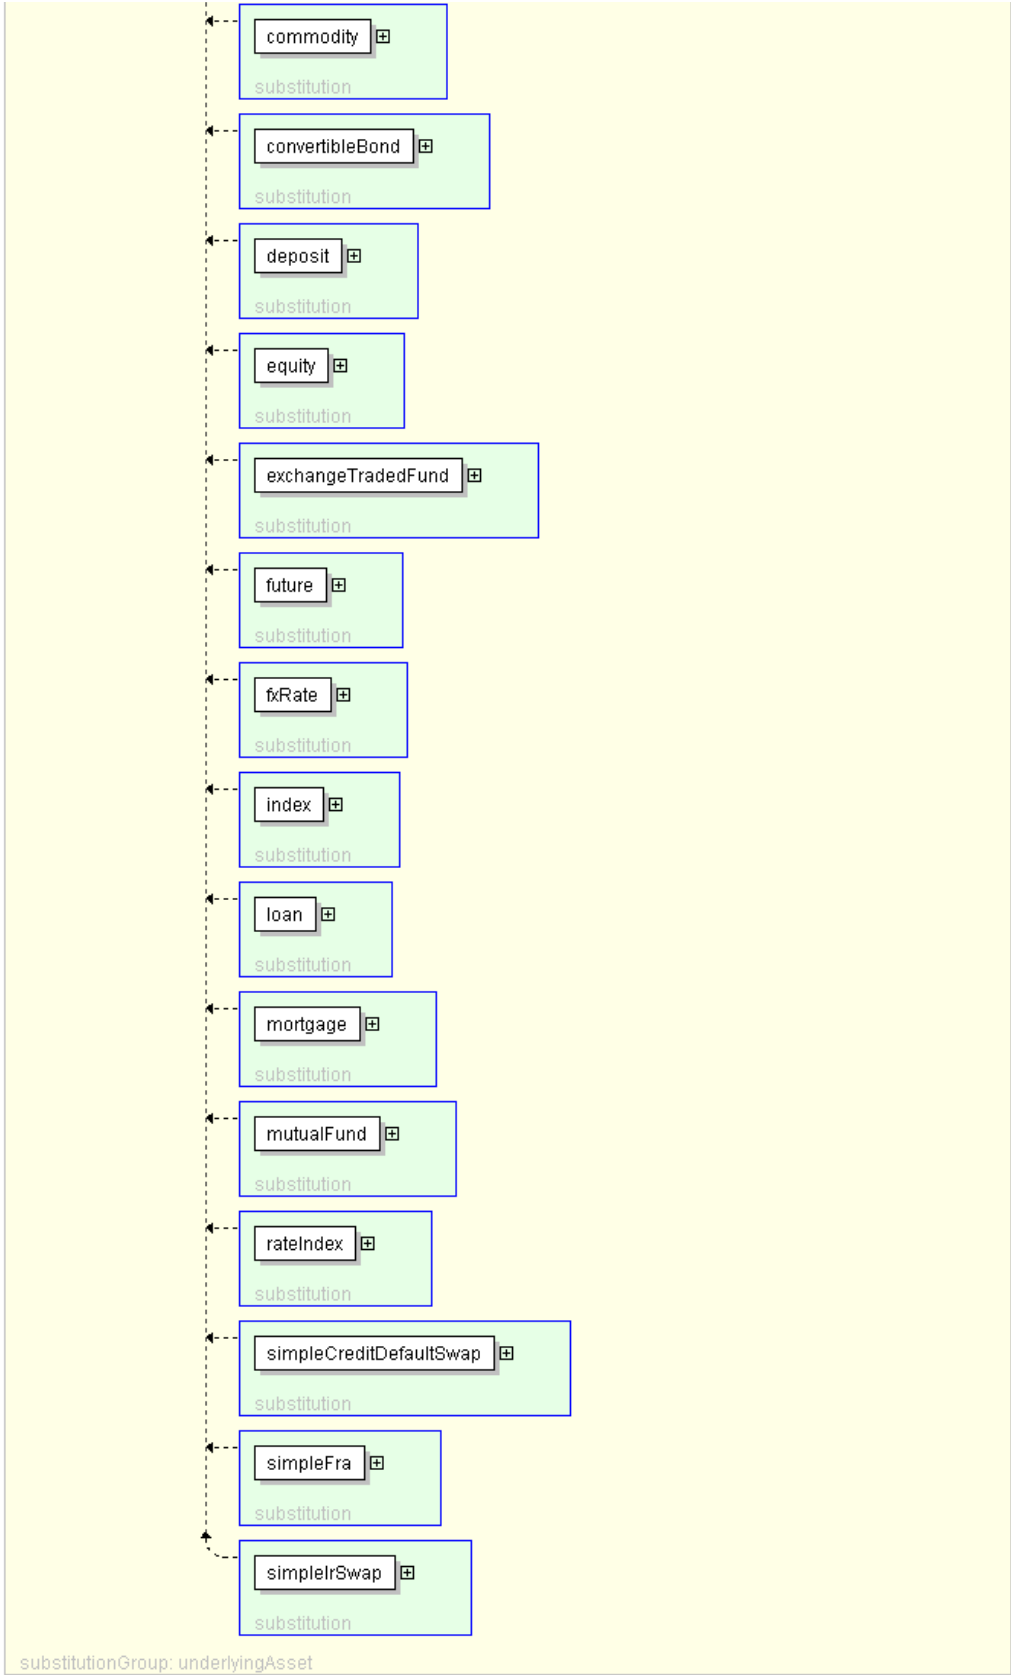 commodity
substitution
convertibleBond
substitution
deposit
substitution
equity
substitution
exchangeTradedFund
substitution
future
substitution
fxRate
substitution
index
substitution
loan
substitution
mortgage
substitution
mutualFund
substitution
rateIndex
substitution
simpleCreditDefaultSwap
substitution
simpleFra
substitution
simpleIrSwap
substitution
substitutionGroup: underlyingAsset